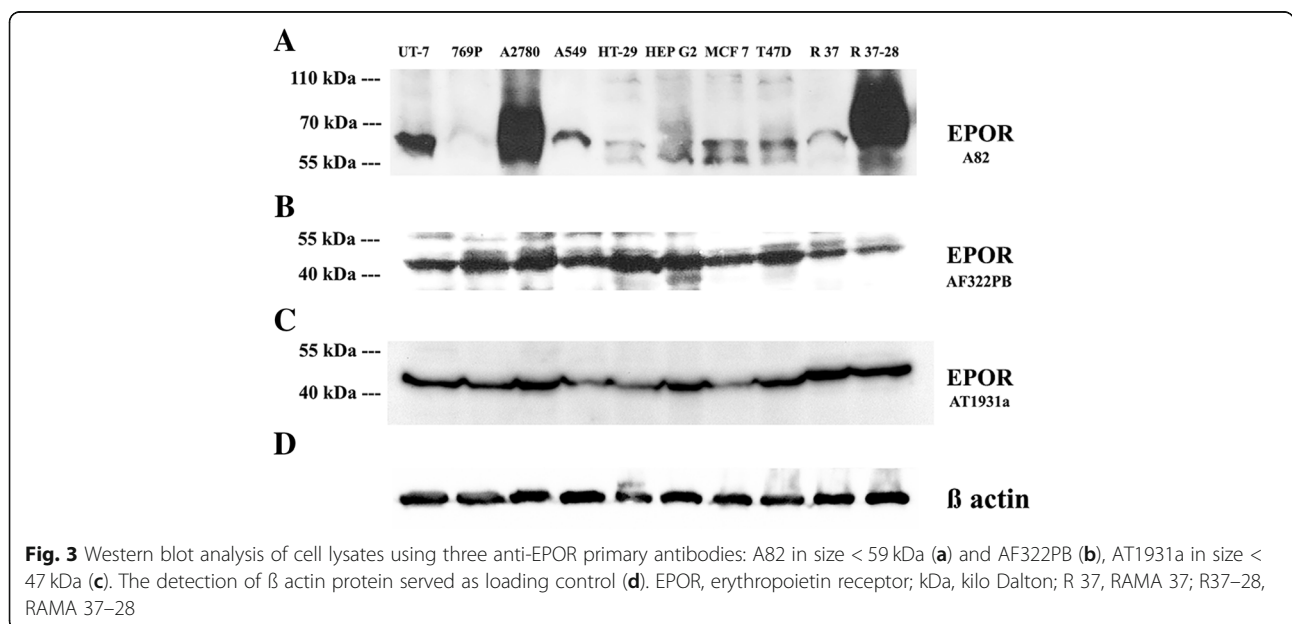 A
UT-7 769P A2780 A549 HT-29 HEP G2 MCF 7 T47D R 37 R 37-28
110 kDa ---
70 kDa ---
55 kDa ---
EPOR
A82
B
55 kDa ---
40 kDa ---
EPOR
AF322PB
C
55 kDa ---
40 kDa ---
EPOR
AT1931a
D
ß actin
Fig. 3 Western blot analysis of cell lysates using three anti-EPOR primary antibodies: A82 in size < 59 kDa (a) and AF322PB (b), AT1931a in size <
47 kDa (c). The detection of ß actin protein served as loading control (d). EPOR, erythropoietin receptor; kDa, kilo Dalton; R 37, RAMA 37; R37–28,
RAMA 37–28